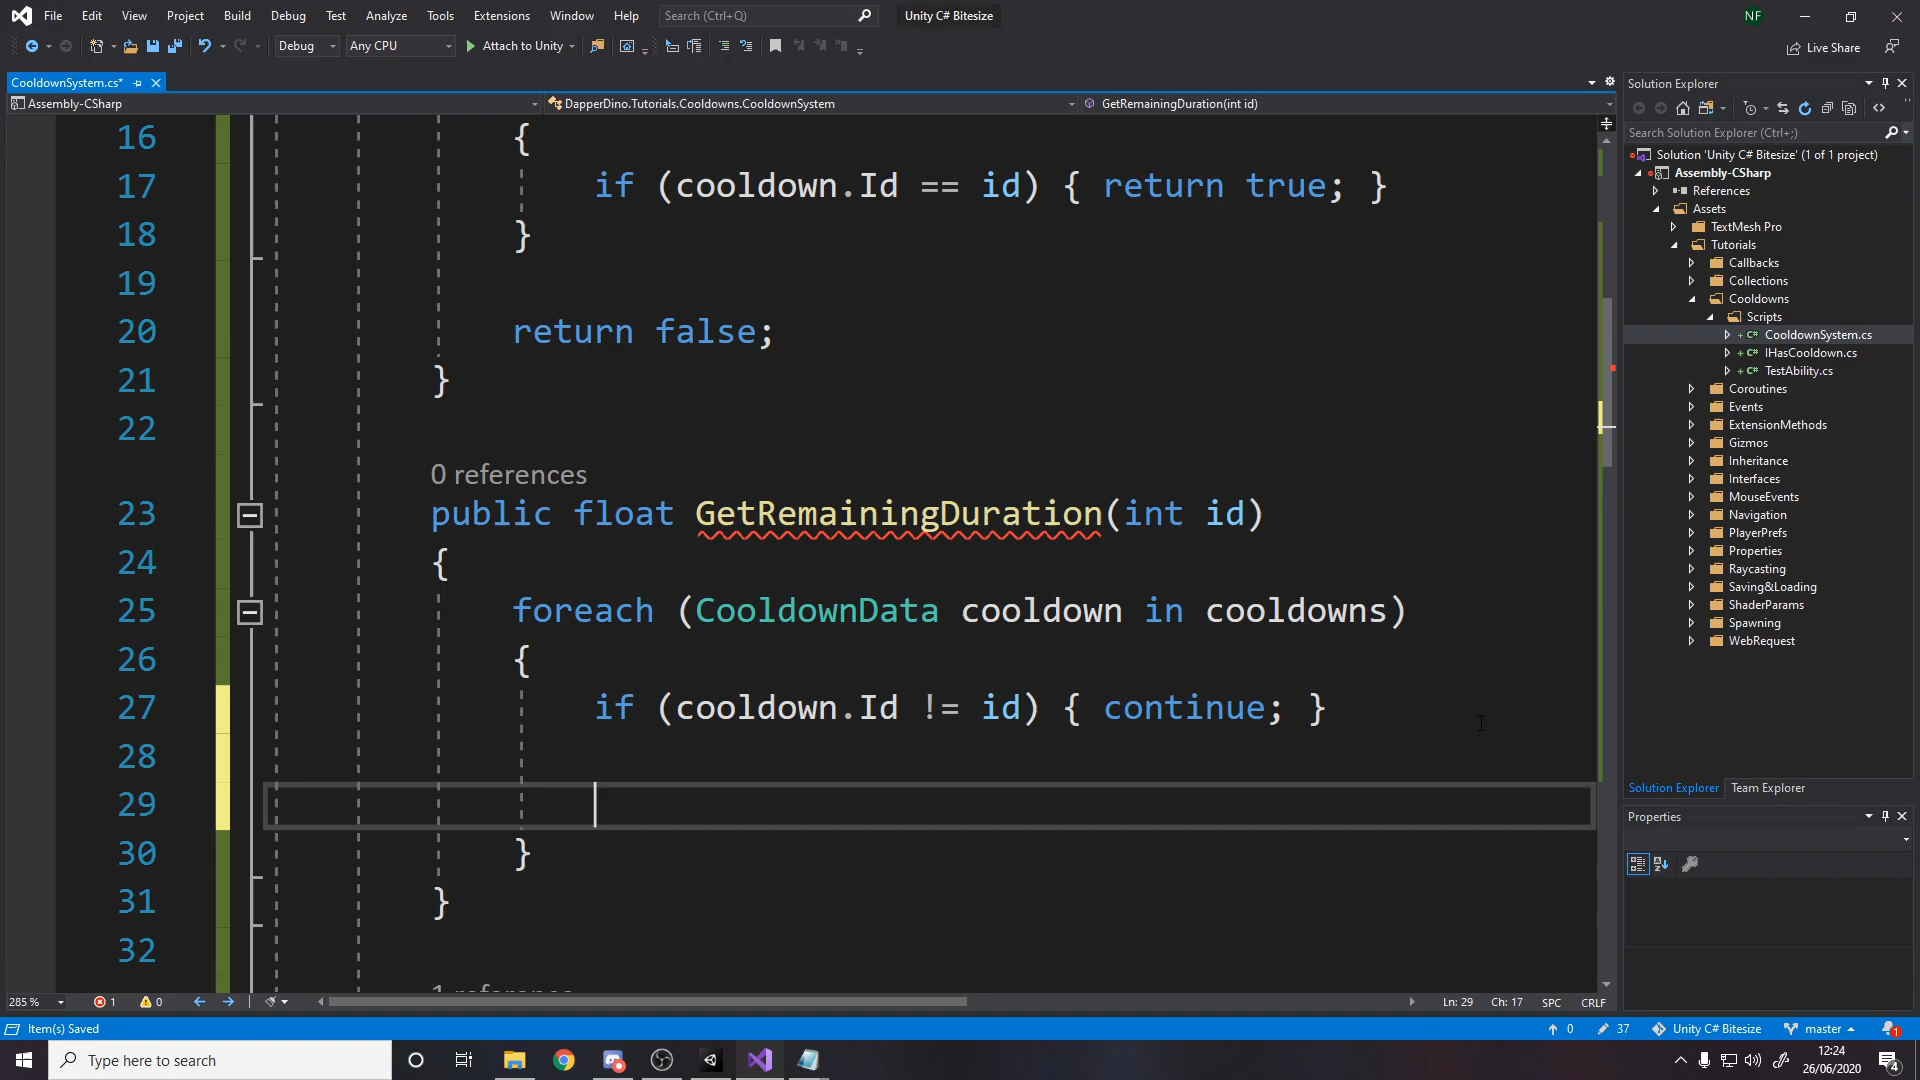 File Edit View Project Build Debug Test Analyze Tools Extensions Window Help Search (Ctrl+Q) Unity C# Bitesize NF
Debug Any CPU Attach to Unity Live Share
CooldownSystem.cs*
Assembly-CSharp DapperDino.Tutorials.Cooldowns.CooldownSystem GetRemainingDuration(int id)
16 {
17 if (cooldown.Id == id) { return true; }
18 }
19
20 return false;
21 }
22
0 references
23 public float GetRemainingDuration(int id)
24 {
25 foreach (CooldownData cooldown in cooldowns)
26 {
27 if (cooldown.Id != id) { continue; }
28
29
30 }
31 }
32
1 reference
285 % 1 0 Ln: 29 Ch: 17 SPC CRLF
Solution Explorer
Search Solution Explorer (Ctrl+;)
Solution 'Unity C# Bitesize' (1 of 1 project)
Assembly-CSharp
References
Assets
TextMesh Pro
Tutorials
Callbacks
Collections
Cooldowns
Scripts
+ C# CooldownSystem.cs
+ C# IHasCooldown.cs
+ C# TestAbility.cs
Coroutines
Events
ExtensionMethods
Gizmos
Inheritance
Interfaces
MouseEvents
Navigation
PlayerPrefs
Properties
Raycasting
Saving&Loading
ShaderParams
Spawning
WebRequest
Solution Explorer Team Explorer
Properties
Item(s) Saved 0 37 Unity C# Bitesize master 1
Type here to search 12:24
26/06/2020 4